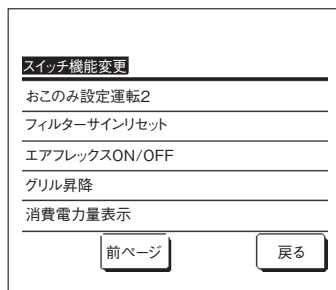 スイッチ機能変更
おこのみ設定運転2
フィルターサインリセット
エアフレックスON/OFF
グリル昇降
消費電力量表示
前ページ
戻る